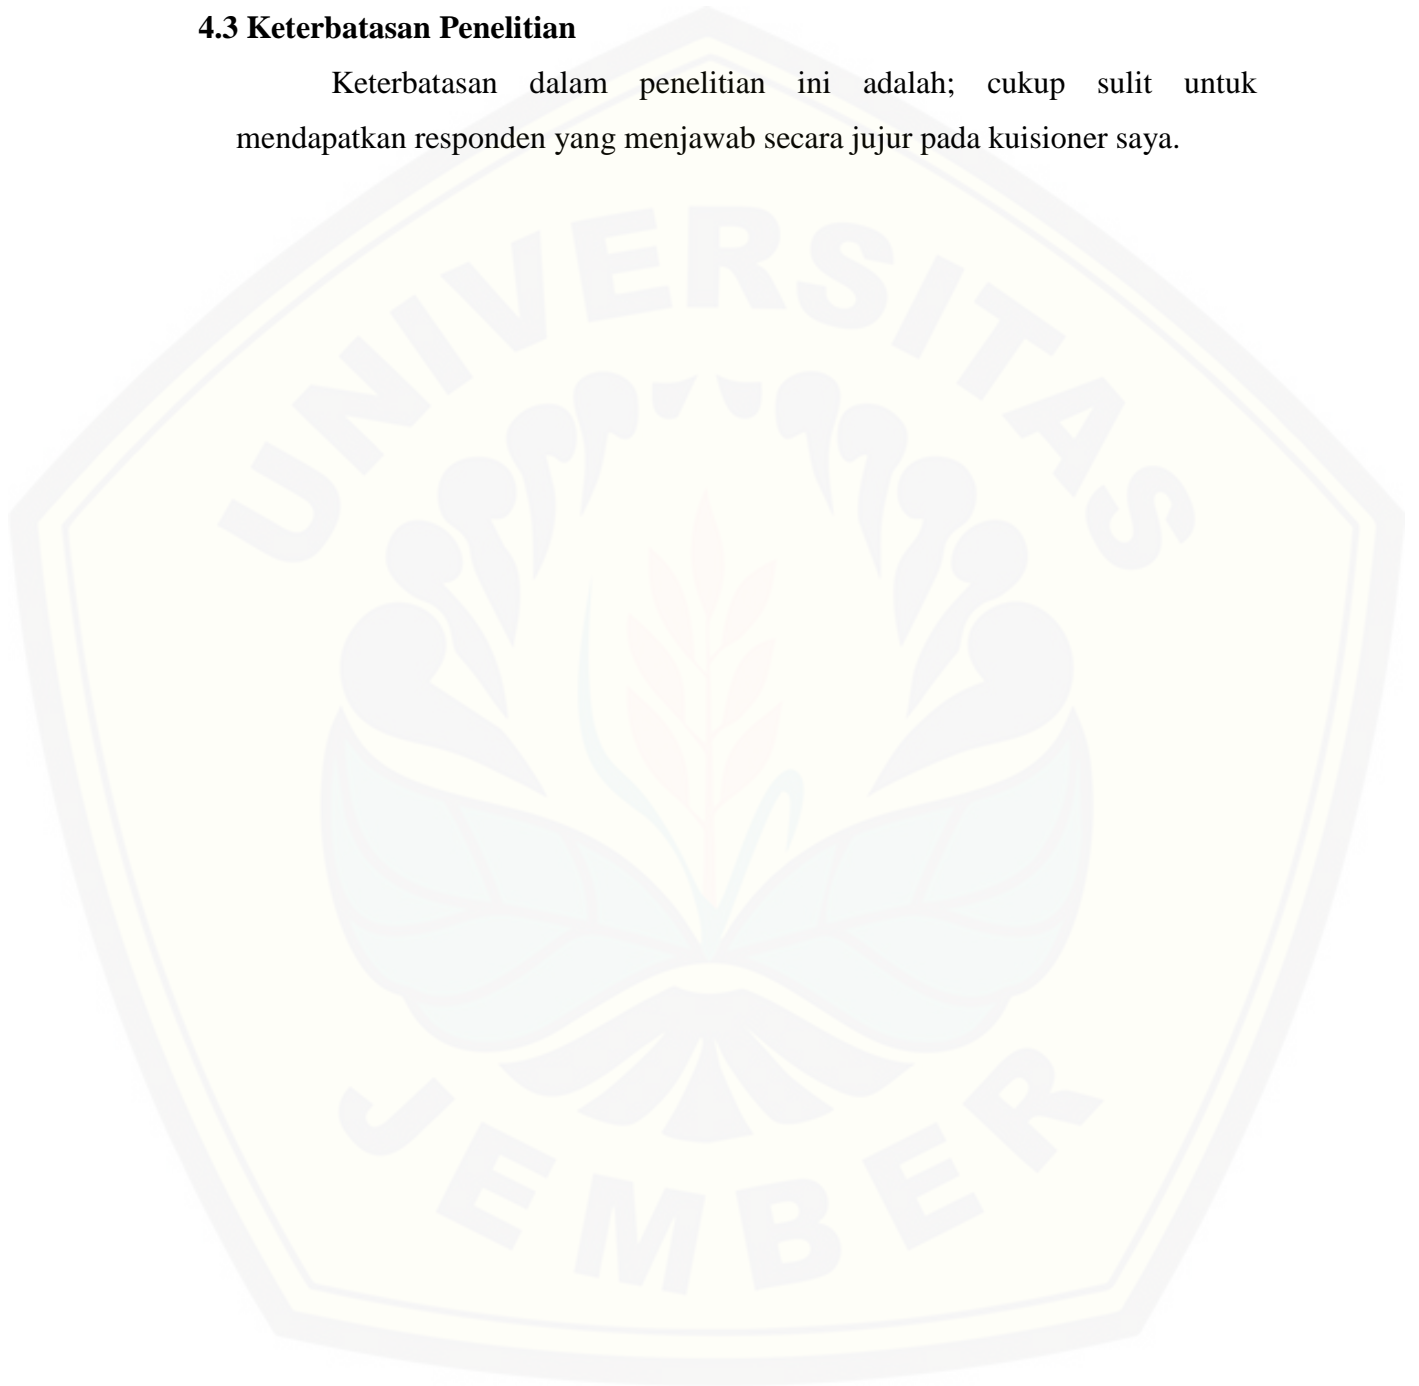 4.3 Keterbatasan Penelitian
Keterbatasan dalam penelitian ini adalah; cukup sulit untuk
mendapatkan responden yang menjawab secara jujur pada kuisioner saya.
UNIVERSITAS
JEMBER